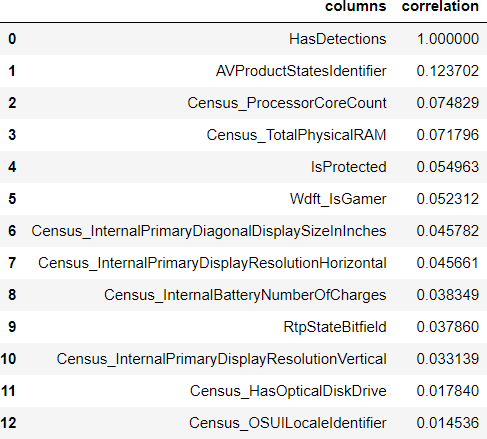 columns correlation
0 HasDetections 1.000000
1 AVProductStatesIdentifier 0.123702
2 Census_ProcessorCoreCount 0.074829
3 Census_TotalPhysicalRAM 0.071796
4 IsProtected 0.054963
5 Wdft_IsGamer 0.052312
6 Census_InternalPrimaryDiagonalDisplaySizeInInches 0.045782
7 Census_InternalPrimaryDisplayResolutionHorizontal 0.045661
8 Census_InternalBatteryNumberOfCharges 0.038349
9 RtpStateBitfield 0.037860
10 Census_InternalPrimaryDisplayResolutionVertical 0.033139
11 Census_HasOpticalDiskDrive 0.017840
12 Census_OSUILocaleIdentifier 0.014536